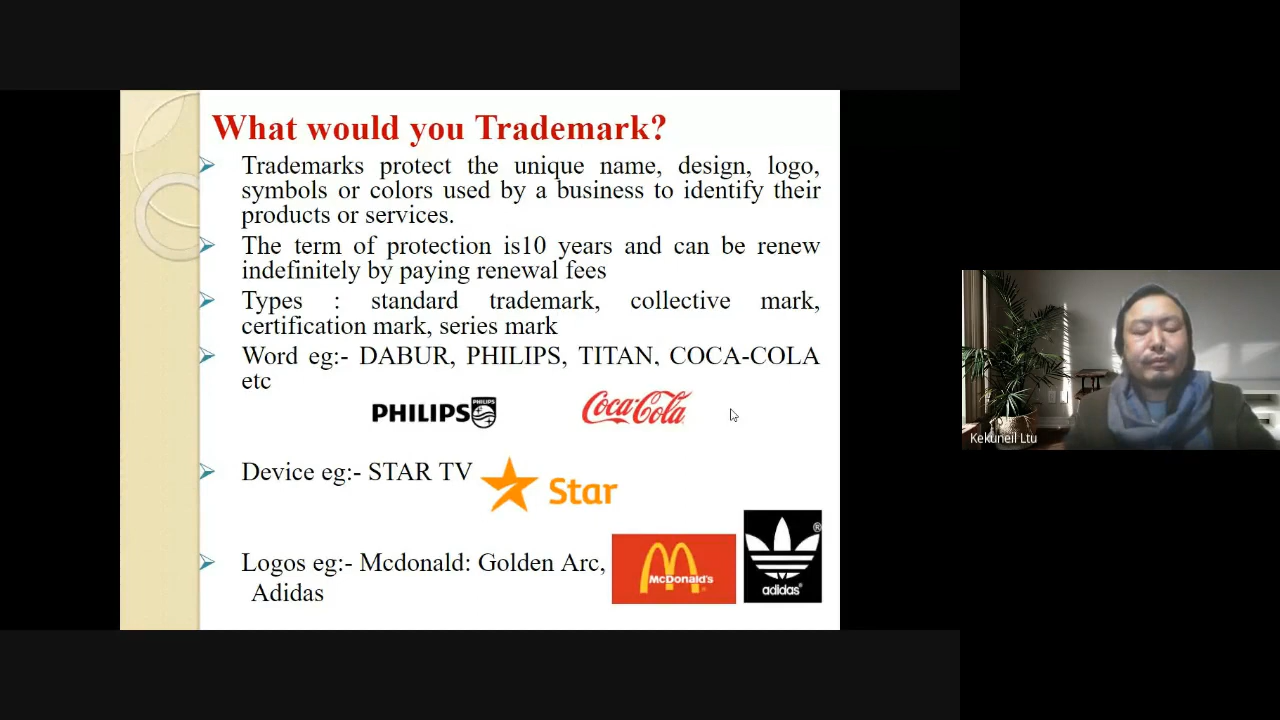 What would you Trademark?
Trademarks protect the unique name, design, logo,
symbols or colors used by a business to identify their
products or services.
The term of protection is10 years and can be renew
indefinitely by paying renewal fees
Types : standard trademark, collective mark,
certification mark, series mark
Word eg:- DABUR, PHILIPS, TITAN, COCA-COLA
etc
PHILIPS PHILIPS
Coca-Cola
Device eg:- STAR TV
Star
Logos eg:- Mcdonald: Golden Arc,
Adidas
McDonald's
adidas®
®
Kekuneil Ltu